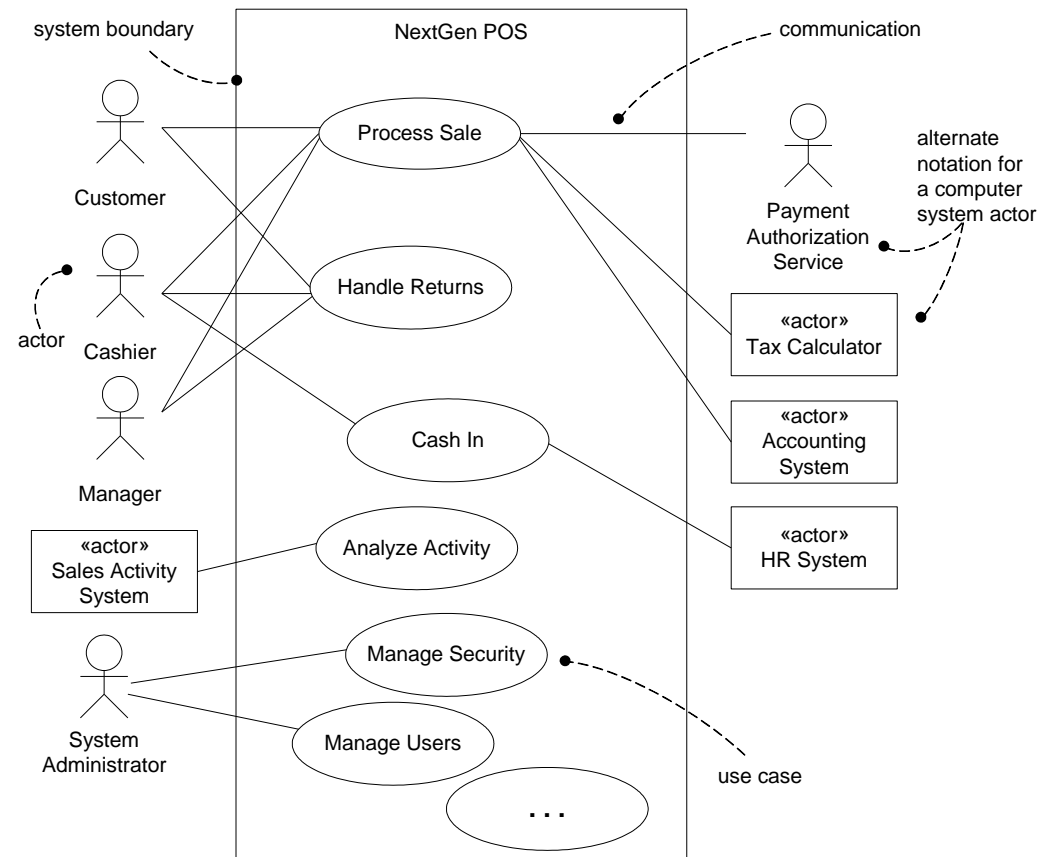 system boundary
NextGen POS
communication
Customer
Process Sale
alternate
notation for
a computer
system actor
Payment
Authorization
Service
actor
Cashier
Handle Returns
«actor»
Tax Calculator
Manager
Cash In
«actor»
Accounting
System
«actor»
Sales Activity
System
Analyze Activity
«actor»
HR System
System
Administrator
Manage Security
Manage Users
use case
. . .